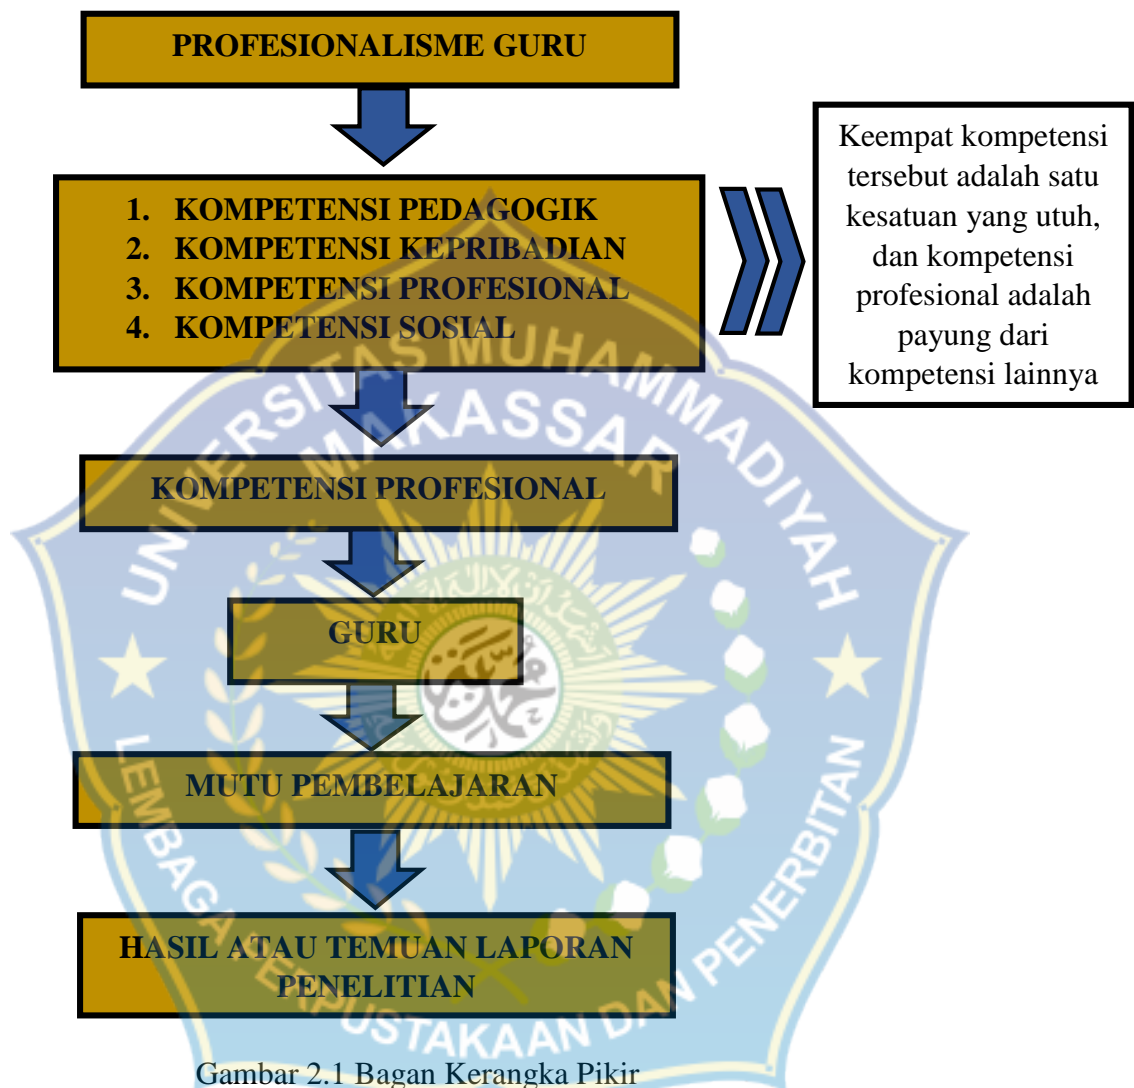 PROFESIONALISME GURU
1. KOMPETENSI PEDAGOGIK
2. KOMPETENSI KEPRIBADIAN
3. KOMPETENSI PROFESIONAL
4. KOMPETENSI SOSIAL
Keempat kompetensi
tersebut adalah satu
kesatuan yang utuh,
dan kompetensi
profesional adalah
payung dari
kompetensi lainnya
KOMPETENSI PROFESIONAL
GURU
MUTU PEMBELAJARAN
HASIL ATAU TEMUAN LAPORAN
PENELITIAN
Gambar 2.1 Bagan Kerangka Pikir
UNIVERSITAS MUHAMMADIYAH
MAKASSAR
LEMBAGA PERPUSTAKAAN DAN PENERBITAN